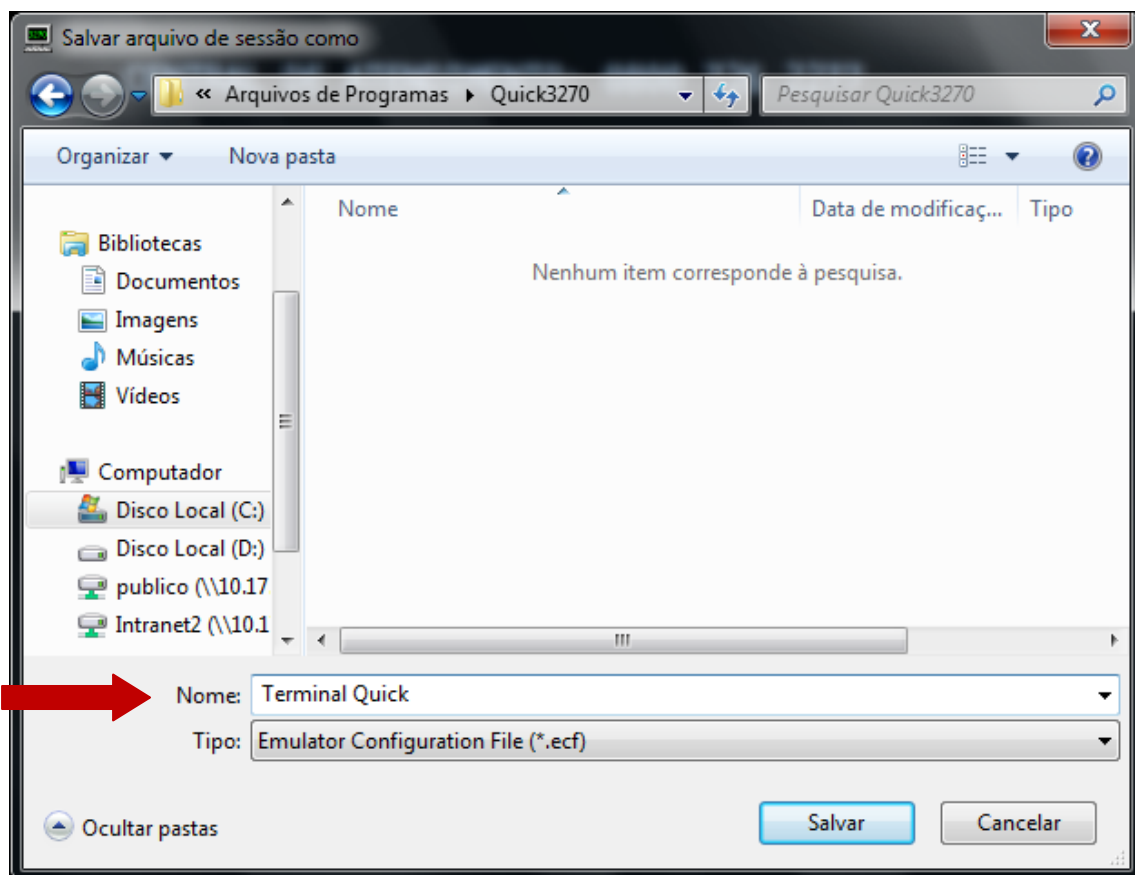 Salvar arquivo de sessão como
« Arquivos de Programas Quick3270
Pesquisar Quick3270
Organizar Nova pasta
Nome Data de modificaç... Tipo
Nenhum item corresponde à pesquisa.
Bibliotecas
Documentos
Imagens
Músicas
Vídeos
Computador
Disco Local (C:)
Disco Local (D:)
publico (\\10.17
Intranet2 (\\10.1
Nome: Terminal Quick
Tipo: Emulator Configuration File (*.ecf)
Ocultar pastas
Salvar Cancelar